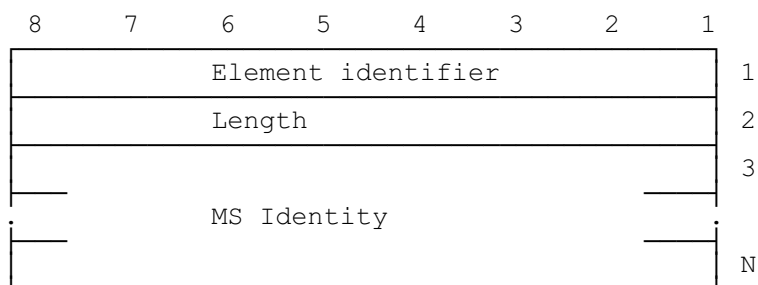 8 7 6 5 4 3 2 1
Element identifier 1
Length 2
3
MS Identity
N